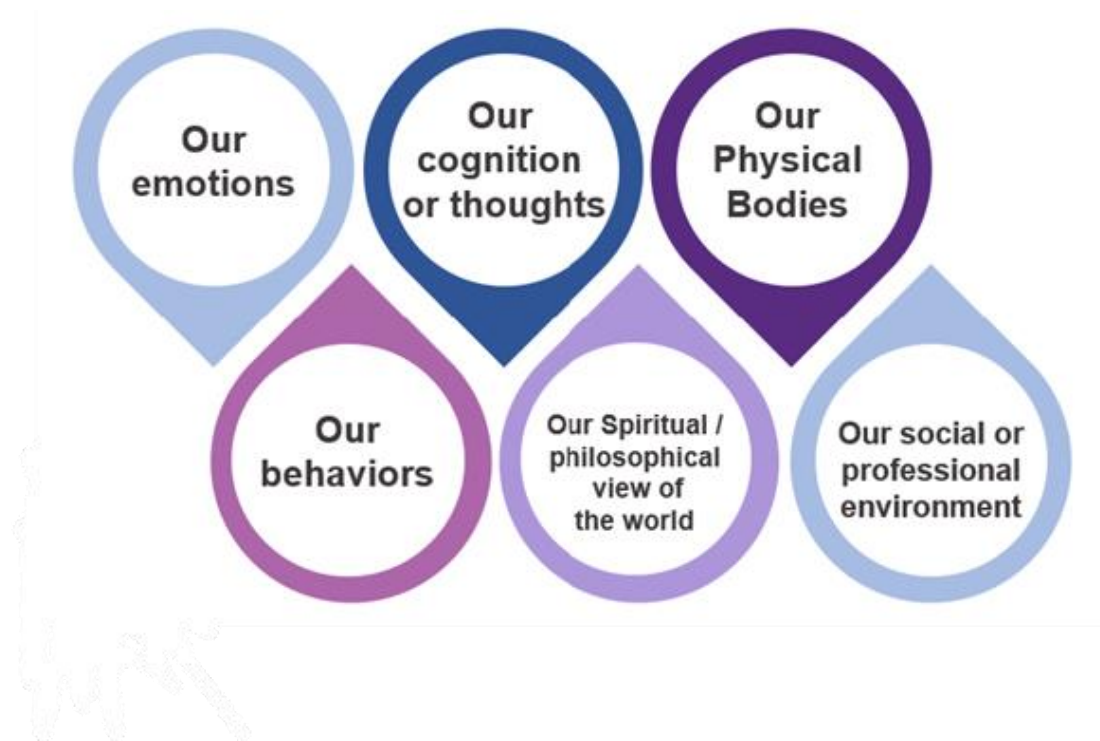 Our
emotions
Our
cognition
or thoughts
Our
Physical
Bodies
Our
behaviors
Our Spiritual /
philosophical
view of
the world
Our social or
professional
environment